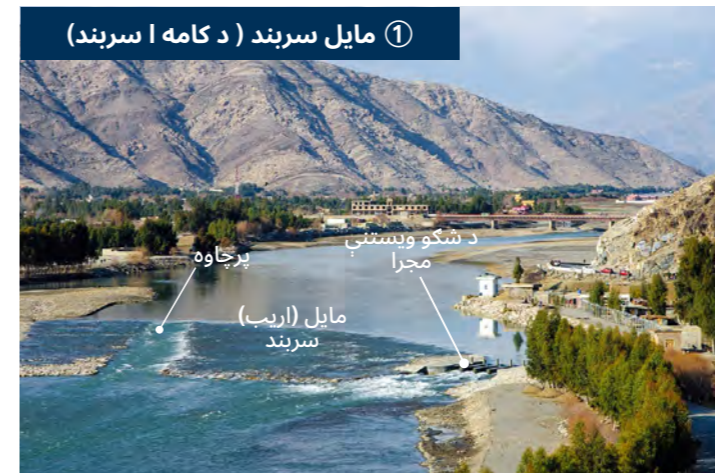 ① مایل سربند ( د کامه I سربند)
د شګو ویستنې
مجرا
پرچاوه
مایل (اریب)
سربند